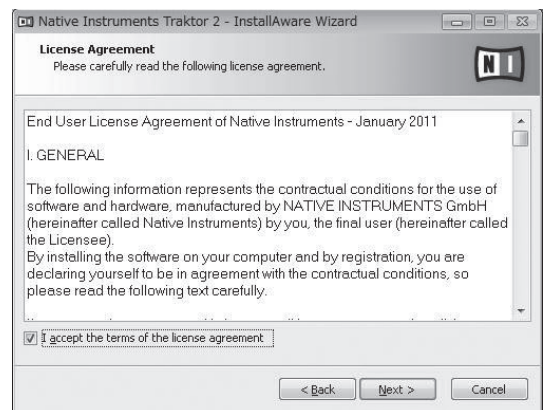 Native Instruments Traktor 2 - InstallAware Wizard
License Agreement
Please carefully read the following license agreement.
NI
End User License Agreement of Native Instruments - January 2011
I. GENERAL
The following information represents the contractual conditions for the use of
software and hardware, manufactured by NATIVE INSTRUMENTS GmbH
(hereinafter called Native Instruments) by you, the final user (hereinafter called
the Licensee).
By installing the software on your computer and by registration, you are
declaring yourself to be in agreement with the contractual conditions, so
please read the following text carefully.
I accept the terms of the license agreement
< Back
Next >
Cancel